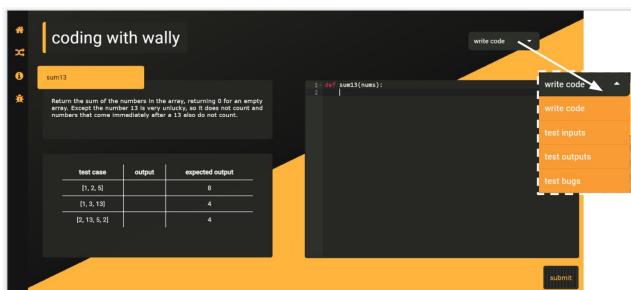 coding with wally
write code
sum13
Return the sum of the numbers in the array, returning 0 for an empty
array. Except the number 13 is very unlucky, so it does not count and
numbers that come immediately after a 13 also do not count.
test case output expected output
[1, 2, 5] 8
[1, 3, 13] 4
[2, 13, 5, 2] 4
1 def sum13(nums):
2
submit
write code
write code
test inputs
test outputs
test bugs